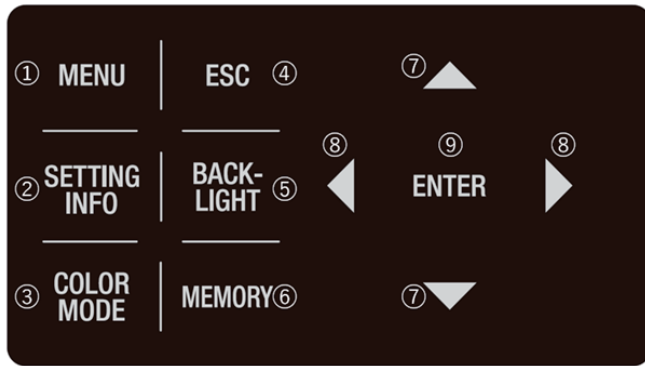 ① MENU
ESC ④
⑦
② SETTING
INFO
BACK-
LIGHT ⑤
⑧
⑨
ENTER
⑧
③ COLOR
MODE
MEMORY⑥
⑦